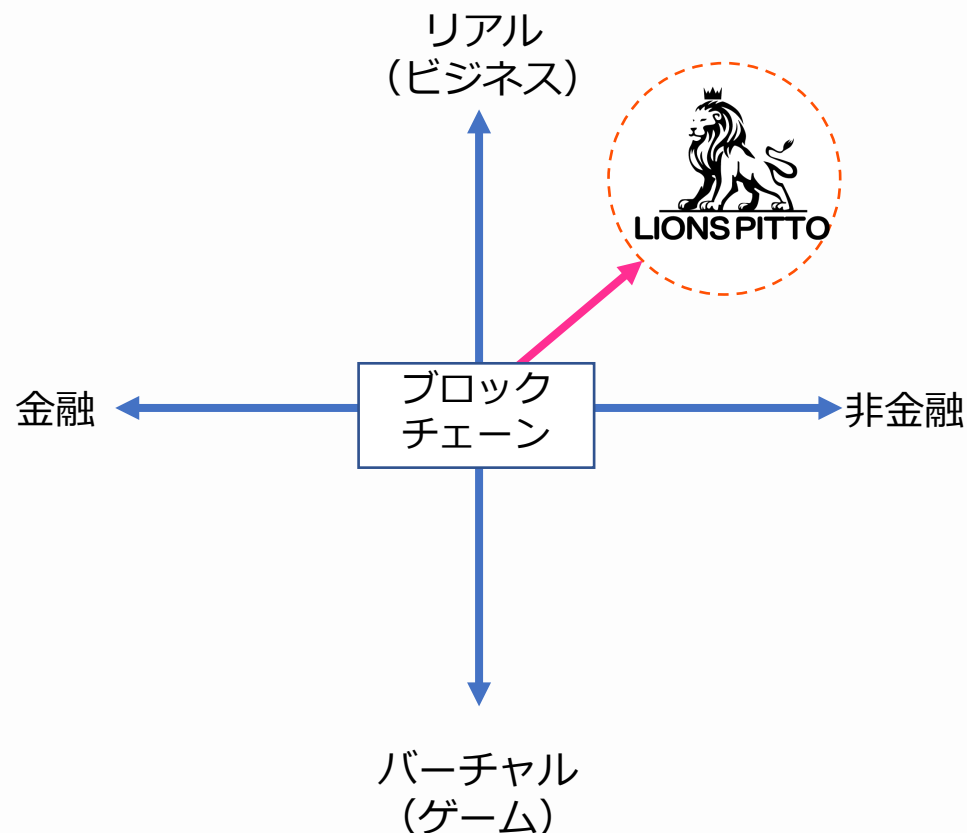 リアル
（ビジネス）
LIONS PITTO
ブロック
チェーン
金融
非金融
バーチャル
（ゲーム）